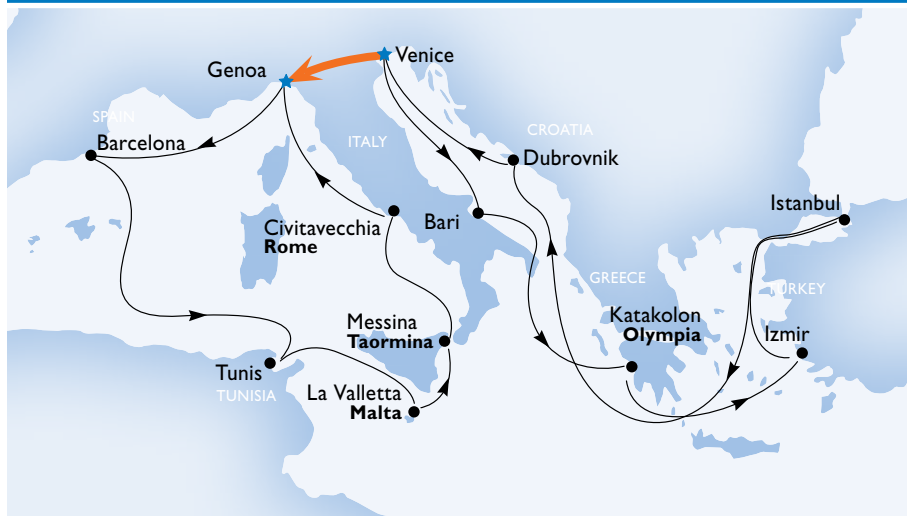 Genoa
Venice
SPAIN
Barcelona
ITALY
CROATIA
Dubrovnik
Istanbul
Civitavecchia
Rome
Bari
GREECE
TURKEY
Katakolon
Olympia
Messina
Taormina
Izmir
Tunis
TUNISIA
La Valletta
Malta